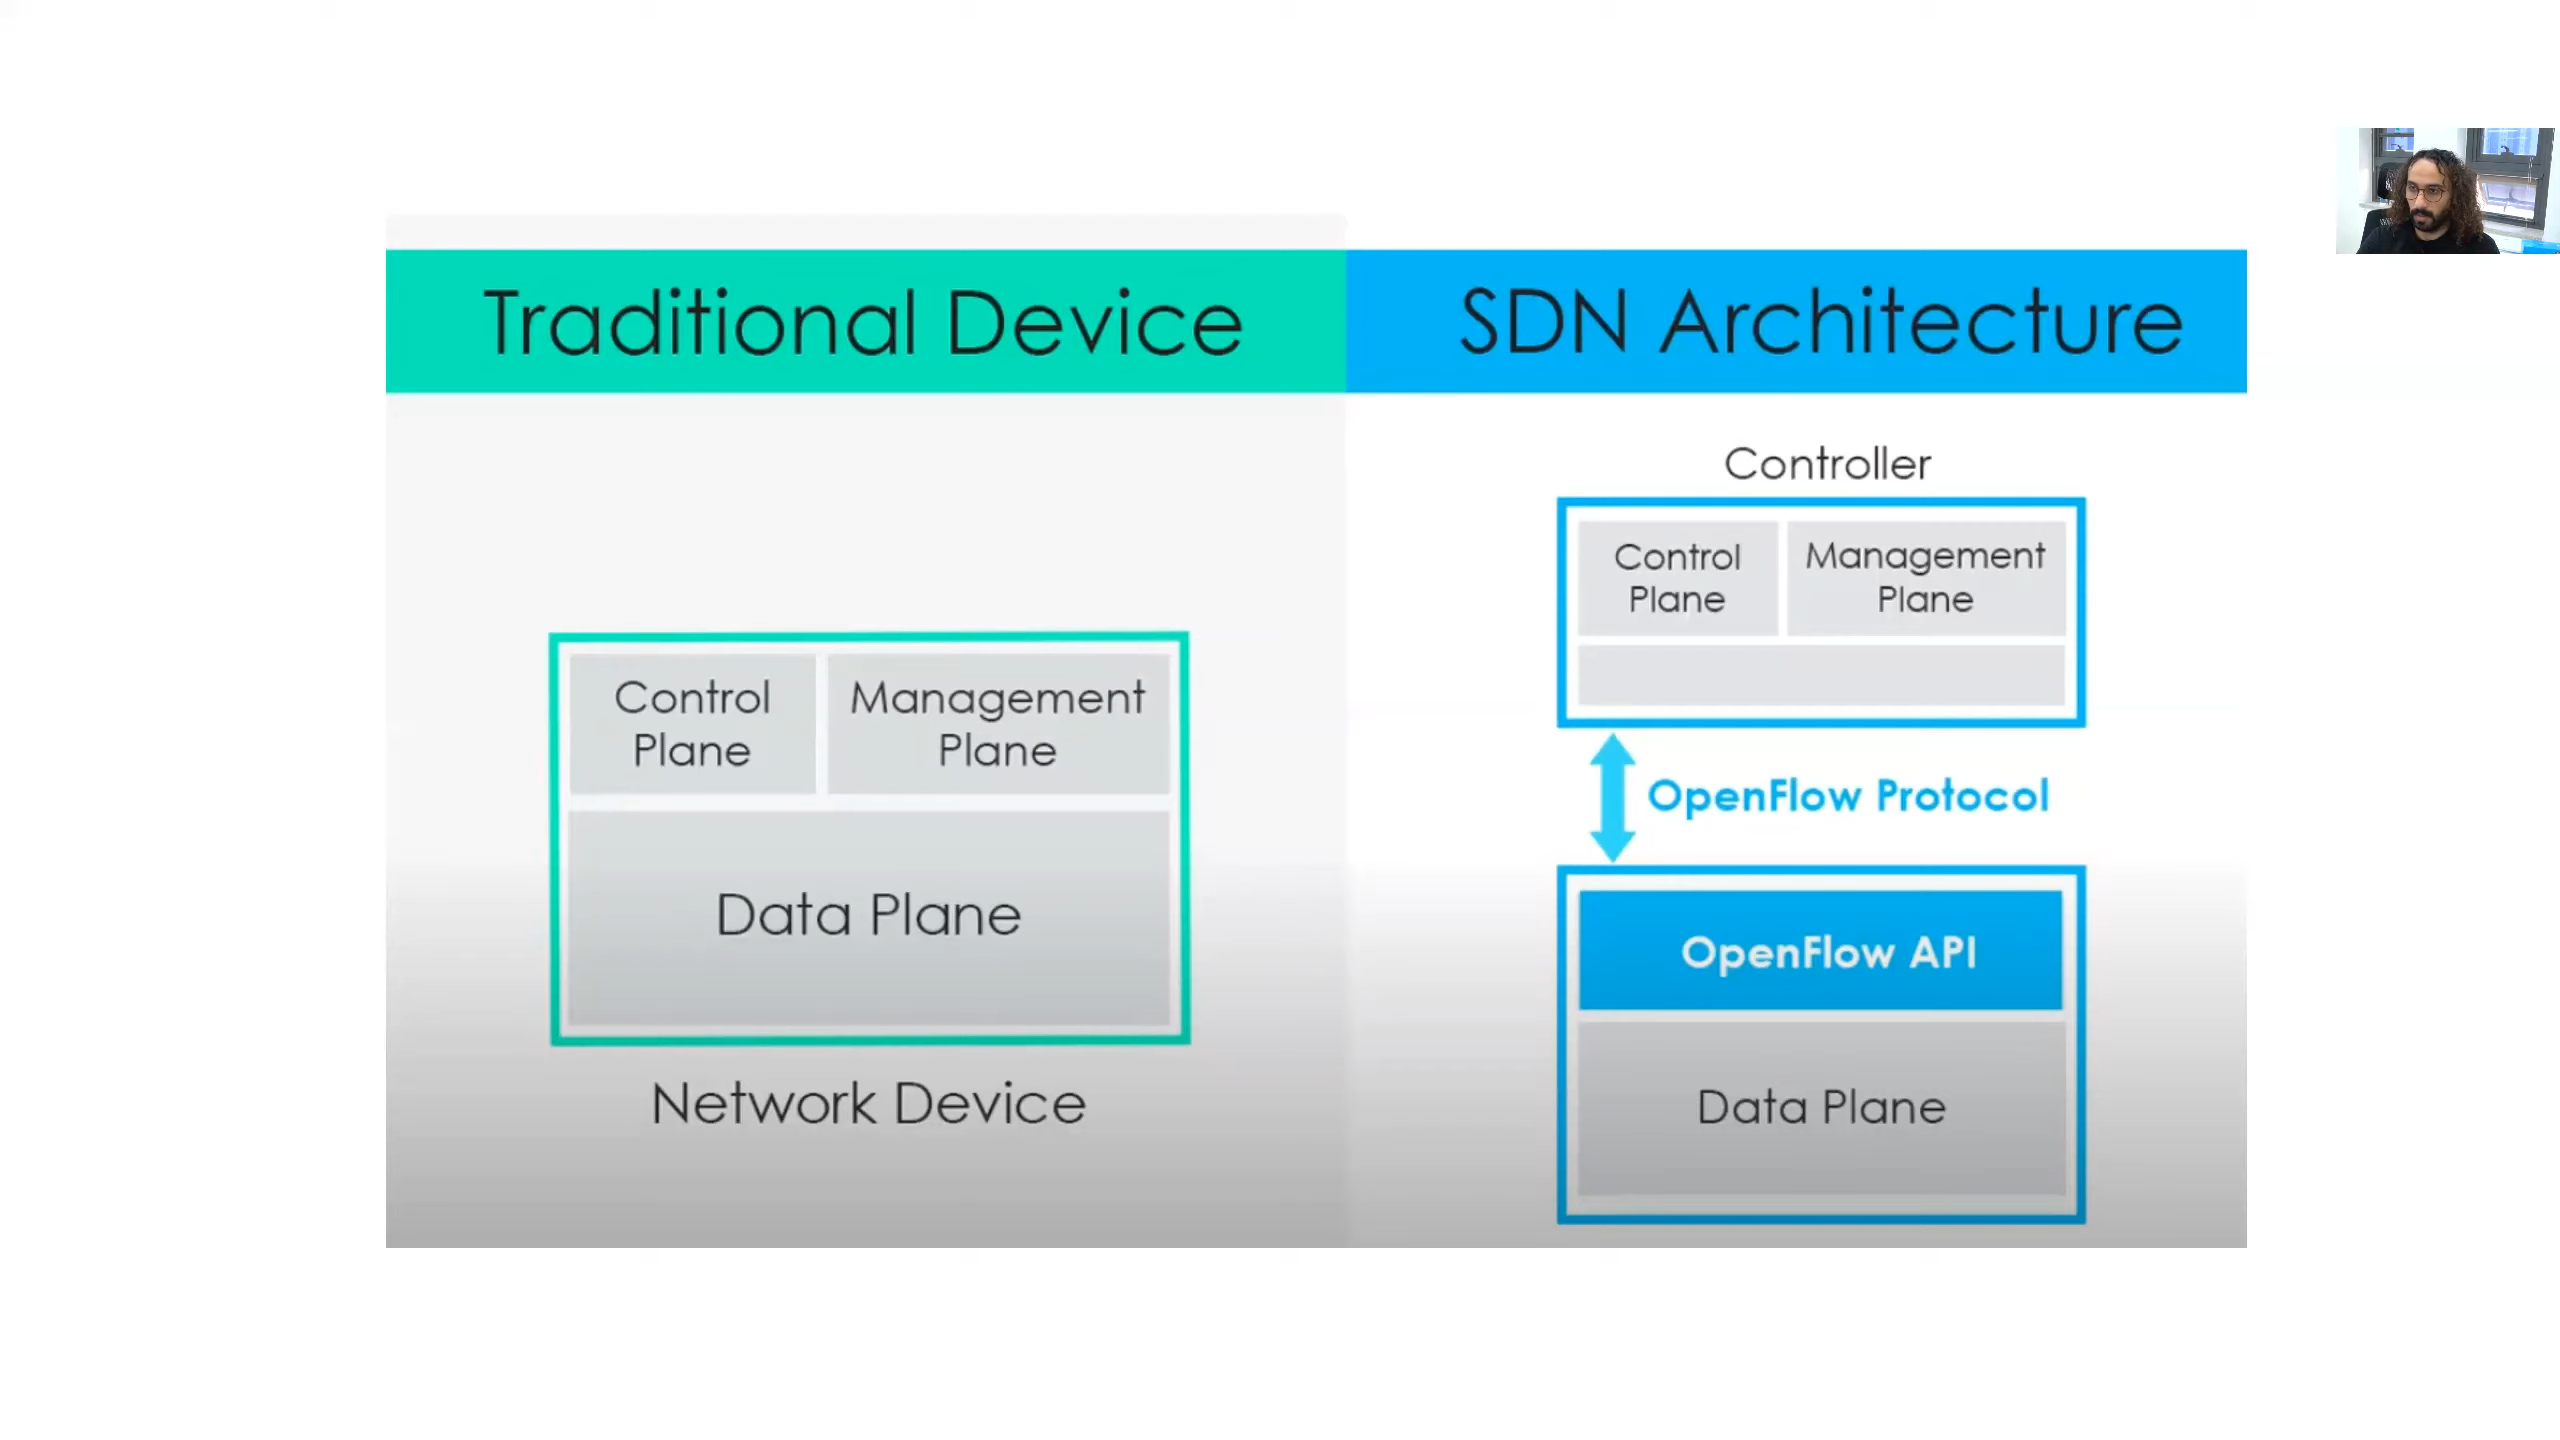 Traditional Device
SDN Architecture
Control
Plane
Management
Plane
Data Plane
Network Device
Controller
Control
Plane
Management
Plane
OpenFlow Protocol
OpenFlow API
Data Plane